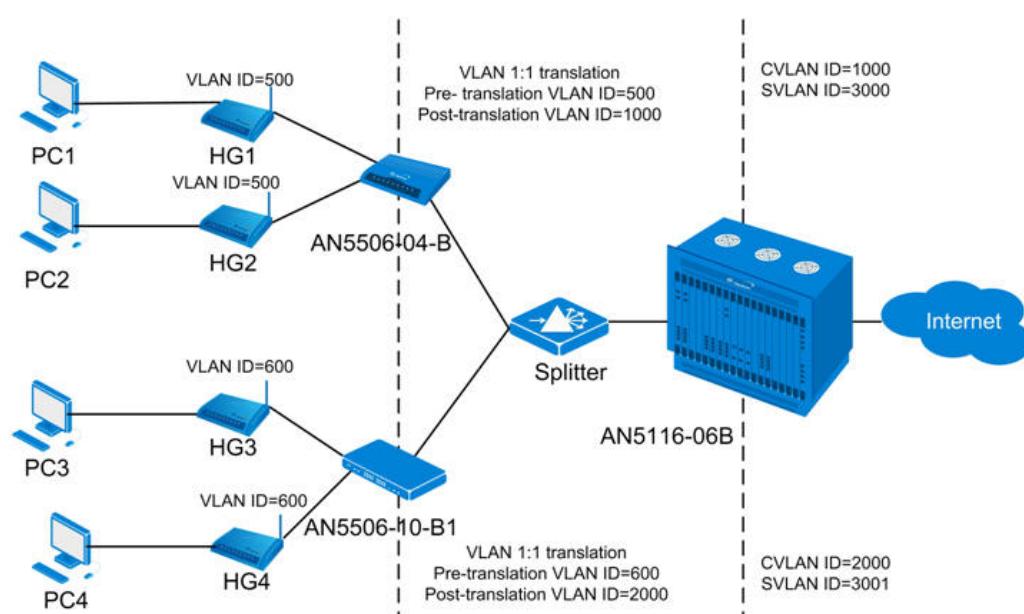 VLAN ID=500
PC1
HG1
VLAN ID=500
PC2
HG2
AN5506-04-B
VLAN 1:1 translation
Pre- translation VLAN ID=500
Post-translation VLAN ID=1000
CVLAN ID=1000
SVLAN ID=3000
Splitter
AN5116-06B
Internet
VLAN ID=600
PC3
HG3
VLAN ID=600
PC4
HG4
AN5506-10-B1
VLAN 1:1 translation
Pre-translation VLAN ID=600
Post-translation VLAN ID=2000
CVLAN ID=2000
SVLAN ID=3001